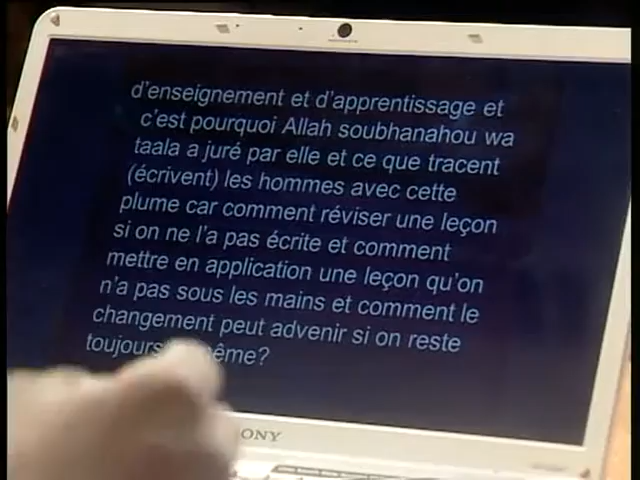 d'enseignement et d'apprentissage et
c'est pourquoi Allah soubhanahou wa
taala a juré par elle et ce que tracent
(écrivent) les hommes avec cette
plume car comment réviser une leçon
si on ne l'a pas écrite et comment
mettre en application une leçon qu'on
n'a pas sous les mains et comment le
changement peut advenir si on reste
toujours même?
SONY